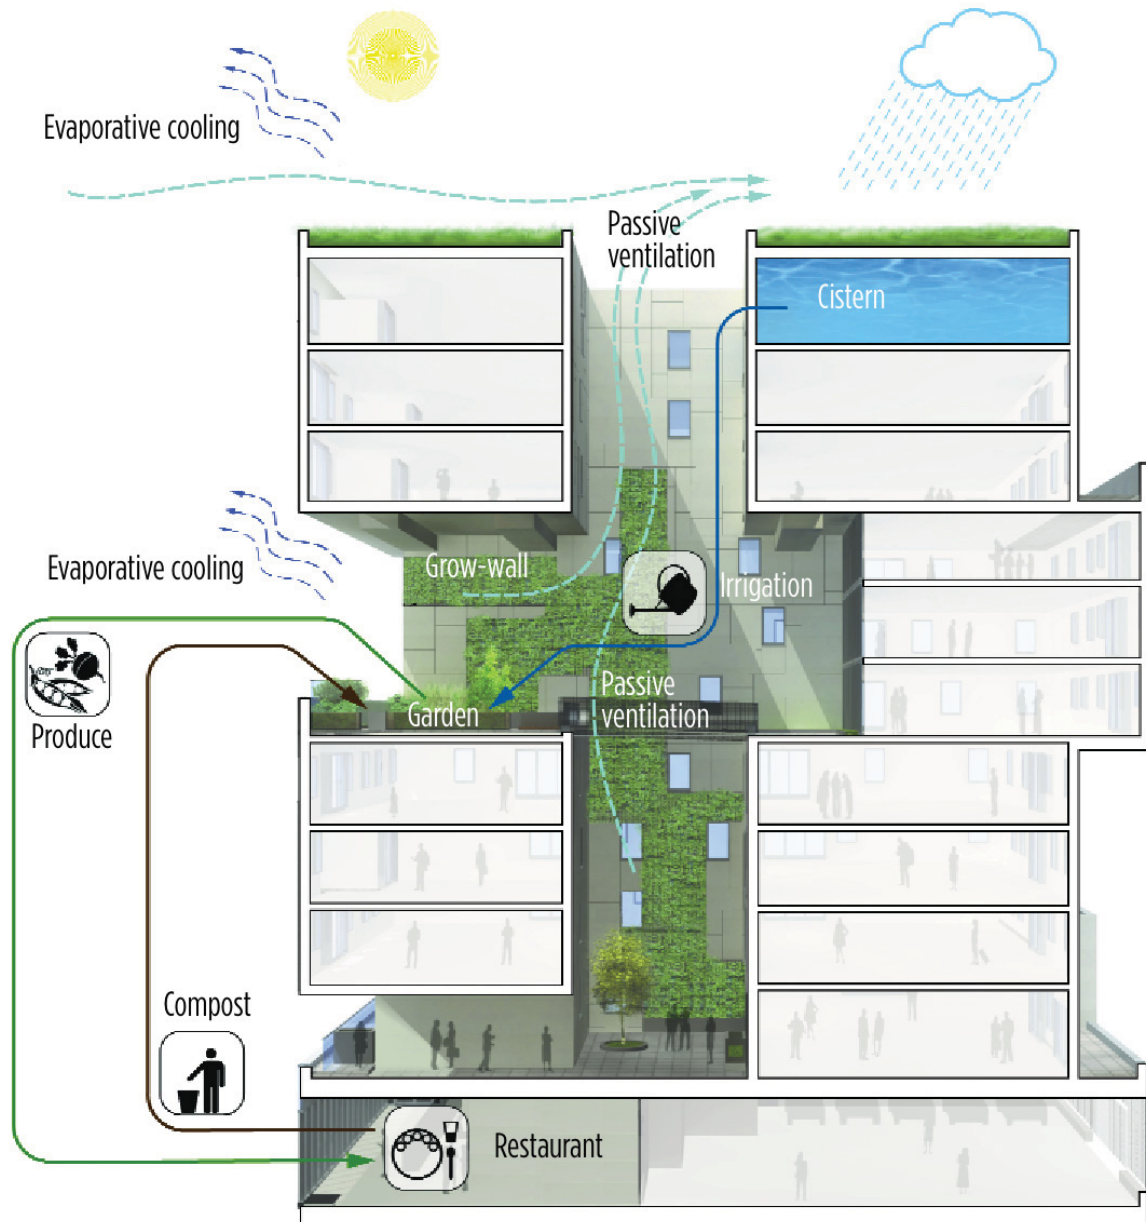 Evaporative cooling
Passive
ventilation
Cistern
Evaporative cooling
Grow-wall
Irrigation
Produce
Garden
Passive
ventilation
Compost
Restaurant